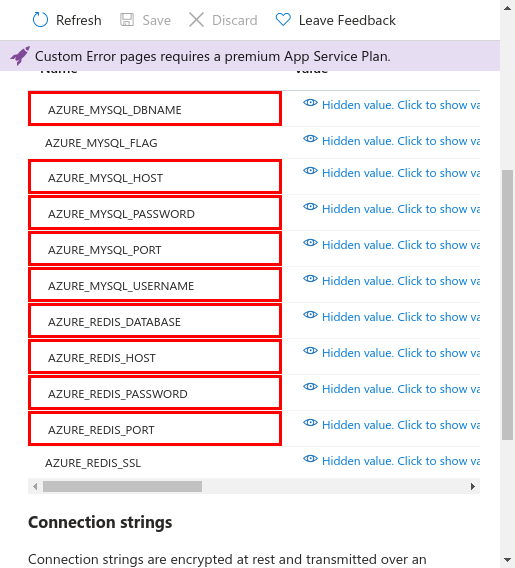 Refresh Save Discard Leave Feedback
Custom Error pages requires a premium App Service Plan.
Name Value
AZURE_MYSQL_DBNAME Hidden value. Click to show va
AZURE_MYSQL_FLAG Hidden value. Click to show va
AZURE_MYSQL_HOST Hidden value. Click to show va
AZURE_MYSQL_PASSWORD Hidden value. Click to show va
AZURE_MYSQL_PORT Hidden value. Click to show va
AZURE_MYSQL_USERNAME Hidden value. Click to show va
AZURE_REDIS_DATABASE Hidden value. Click to show va
AZURE_REDIS_HOST Hidden value. Click to show va
AZURE_REDIS_PASSWORD Hidden value. Click to show va
AZURE_REDIS_PORT Hidden value. Click to show va
AZURE_REDIS_SSL Hidden value. Click to show va
Connection strings
Connection strings are encrypted at rest and transmitted over an